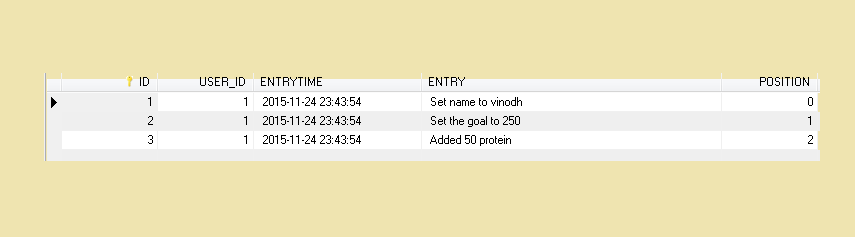 ID USER_ID ENTRYTIME ENTRY POSITION
1 1 2015-11-24 23:43:54 Set name to vinodh 0
2 1 2015-11-24 23:43:54 Set the goal to 250 1
3 1 2015-11-24 23:43:54 Added 50 protein 2